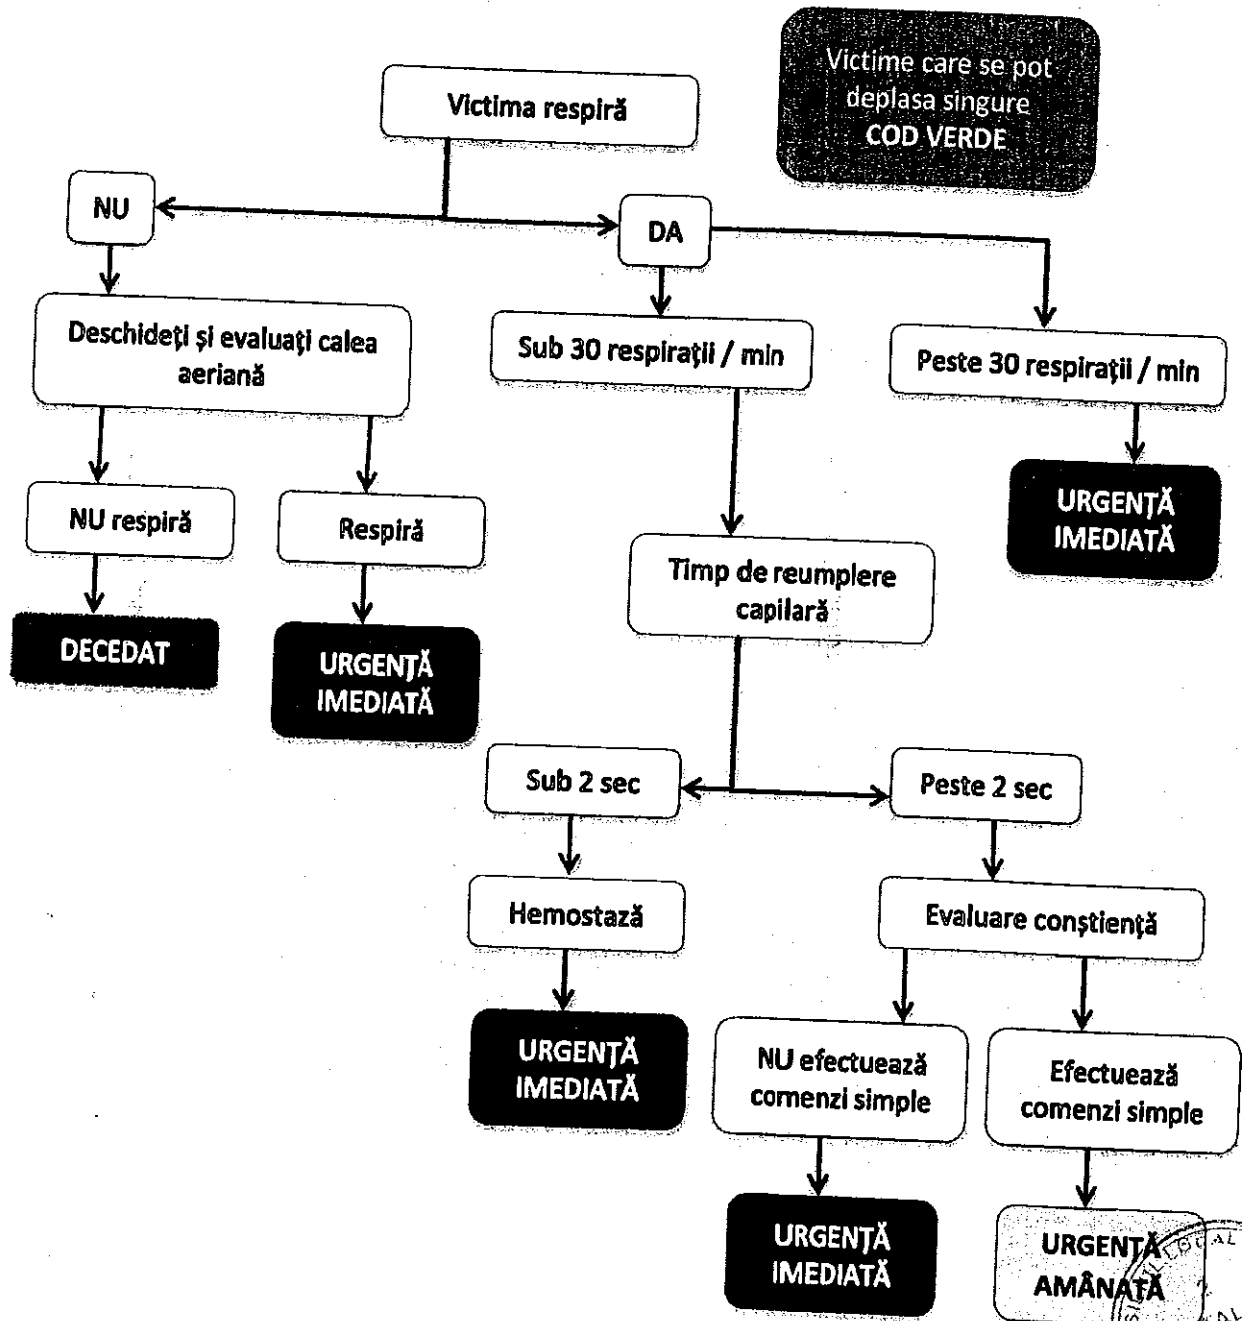 Victime care se pot
deplasa singure
COD VERDE
Victima respiră
NU
DA
Deschideți și evaluați calea
aeriană
Sub 30 respirații / min
Peste 30 respirații / min
NU respiră
Respiră
URGENȚĂ
IMEDIATĂ
Timp de reumplere
capilară
DECEDAT
URGENȚĂ
IMEDIATĂ
Sub 2 sec
Peste 2 sec
Hemostază
Evaluare conștiență
URGENȚĂ
IMEDIATĂ
NU efectuează
comenzi simple
Efectuează
comenzi simple
URGENȚĂ
IMEDIATĂ
URGENȚĂ
AMÂNATĂ